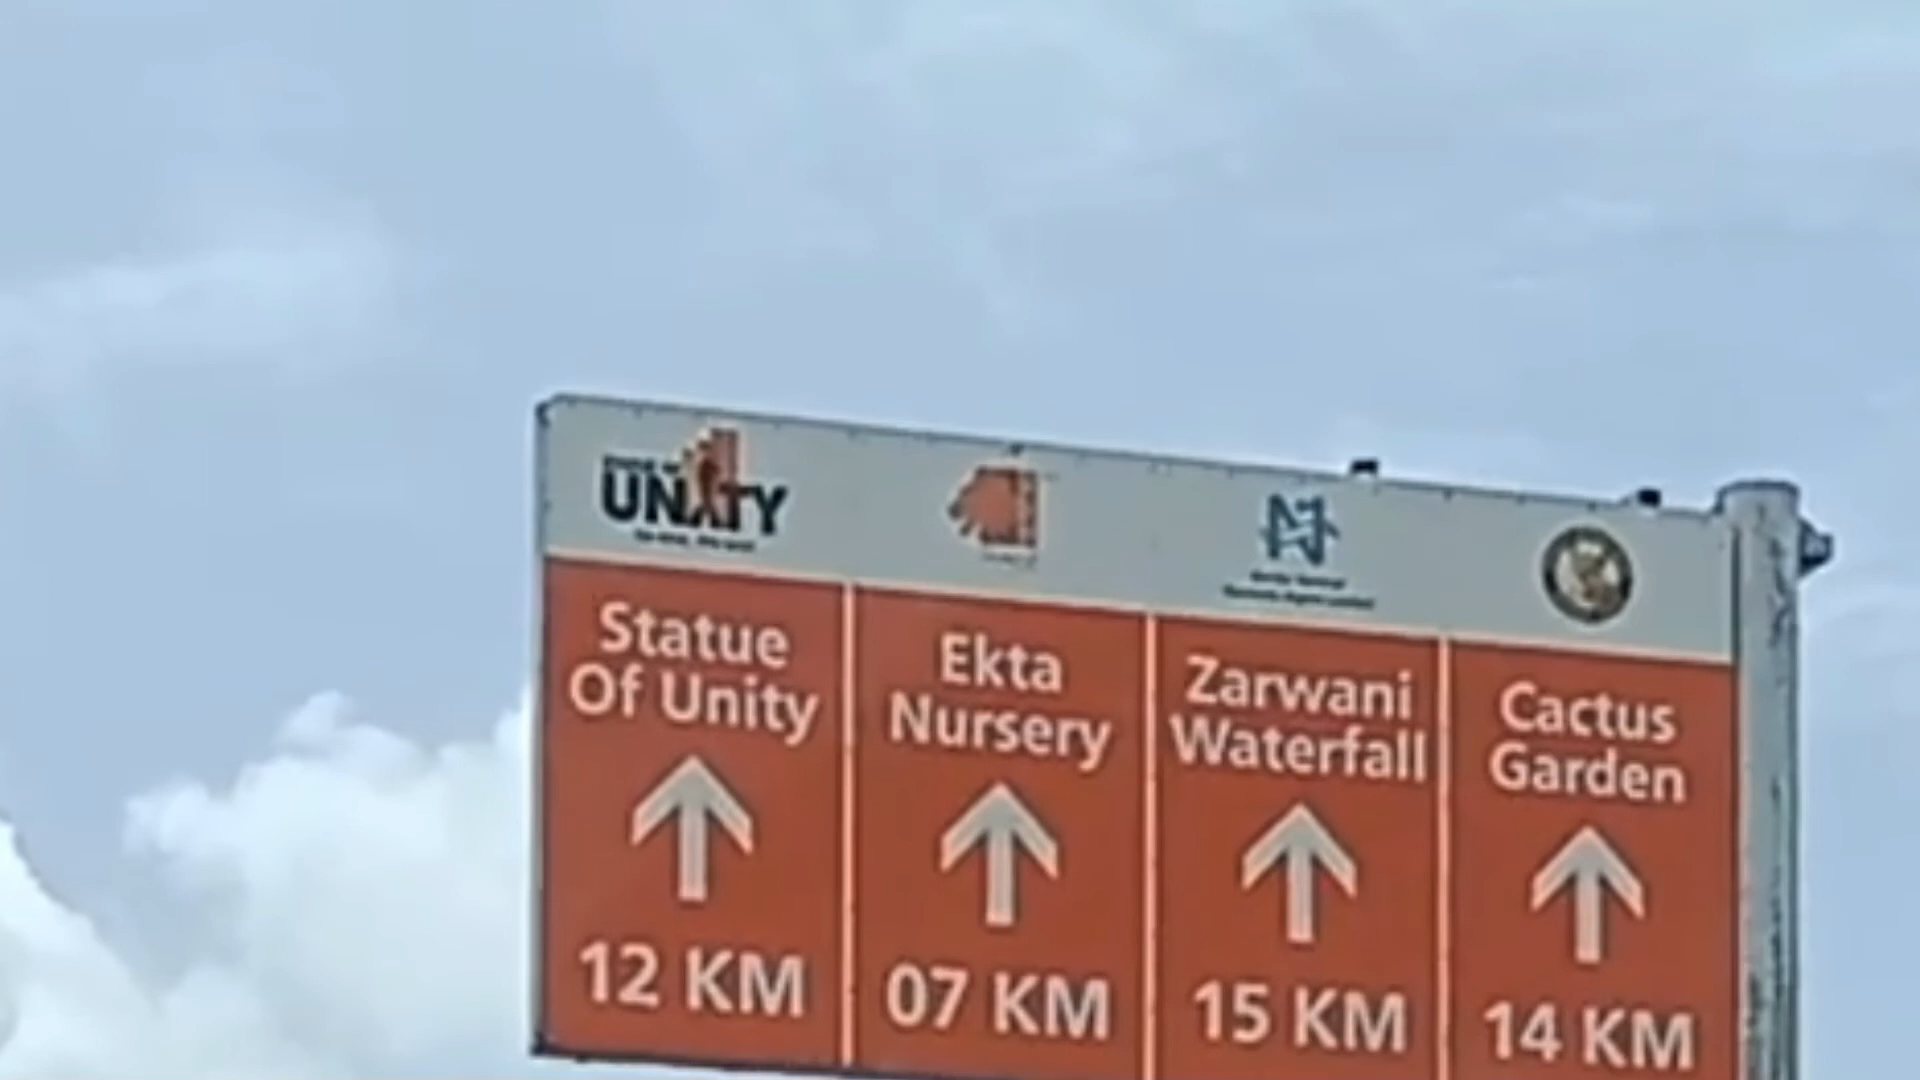 UNITY
Statue
Of Unity
12 KM
Ekta
Nursery
07 KM
Zarwani
Waterfall
15 KM
Cactus
Garden
14 KM